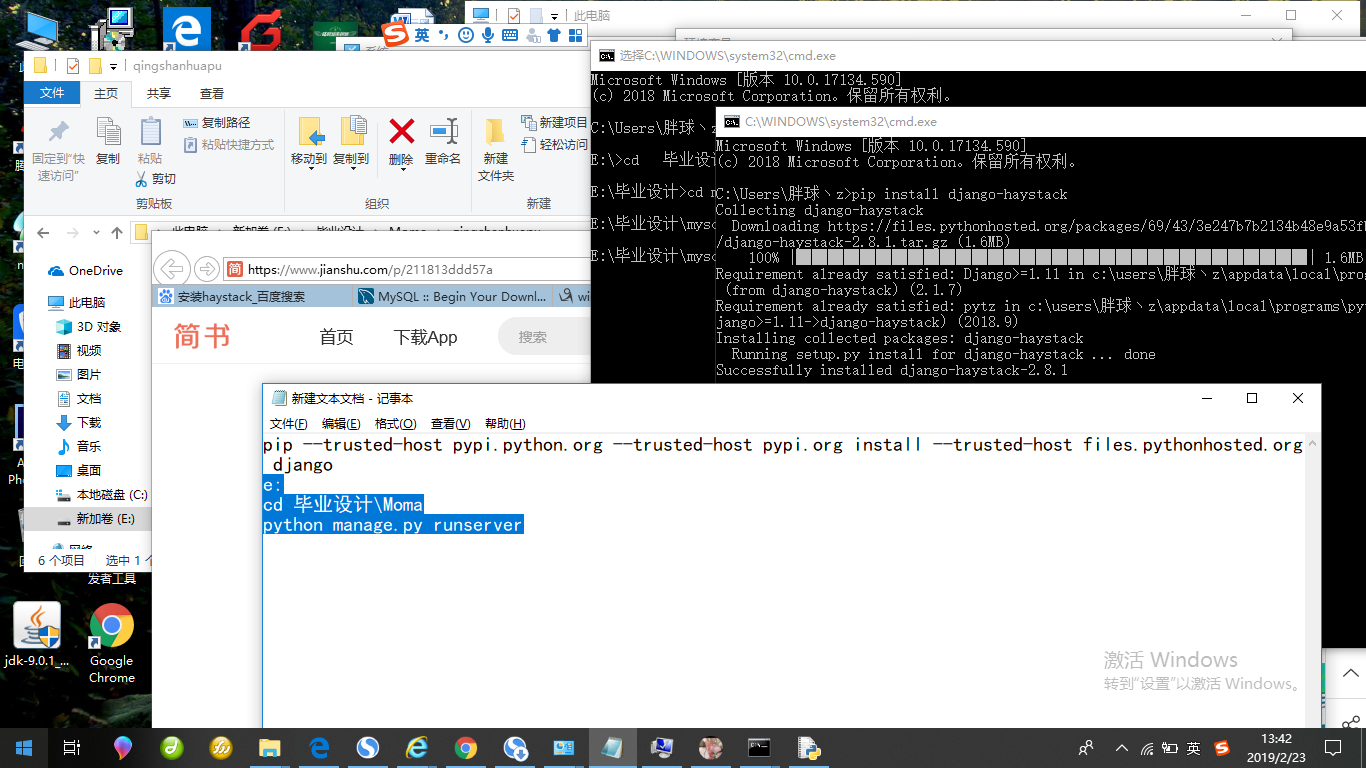 此电脑
英
qingshanhuapu
文件
主页
共享
查看
固定到“快
速访问”
复制
粘贴
复制路径
粘贴快捷方式
剪切
移动到
复制到
删除
重命名
新建
文件夹
新建项目
轻松访问
剪贴板
组织
新建
选择C:\WINDOWS\system32\cmd.exe
Microsoft Windows [版本 10.0.17134.590]
(c) 2018 Microsoft Corporation。保留所有权利。
C:\Users\胖球丶z
E:\>cd 毕业设计
E:\毕业设计>cd m
E:\毕业设计\mys
E:\毕业设计\mys
C:\WINDOWS\system32\cmd.exe
Microsoft Windows [版本 10.0.17134.590]
(c) 2018 Microsoft Corporation。保留所有权利。
C:\Users\胖球丶z>pip install django-haystack
Collecting django-haystack
Downloading https://files.pythonhosted.org/packages/69/43/3e247b7b2134b48e9a53f
/django-haystack-2.8.1.tar.gz (1.6MB)
100% | | 1.6MB
Requirement already satisfied: Django>=1.11 in c:\users\胖球丶z\appdata\local\prog
(from django-haystack) (2.1.7)
Requirement already satisfied: pytz in c:\users\胖球丶z\appdata\local\programs\py
jango>=1.11->django-haystack) (2018.9)
Installing collected packages: django-haystack
Running setup.py install for django-haystack ... done
Successfully installed django-haystack-2.8.1
OneDrive
此电脑
3D 对象
视频
图片
文档
下载
音乐
桌面
本地磁盘 (C:)
新加卷 (E:)
网络
6 个项目
选中 1 个
发者工具
简 https://www.jianshu.com/p/211813ddd57a
安装haystack_百度搜索
MySQL :: Begin Your Downl...
wi
简书
首页
下载App
搜索
新建文本文档 - 记事本
文件(F) 编辑(E) 格式(O) 查看(V) 帮助(H)
pip --trusted-host pypi.python.org --trusted-host pypi.org install --trusted-host files.pythonhosted.org
django
e:
cd 毕业设计\Moma
python manage.py runserver
激活 Windows
转到“设置”以激活 Windows。
jdk-9.0.1_...
Google
Chrome
英
13:42
2019/2/23